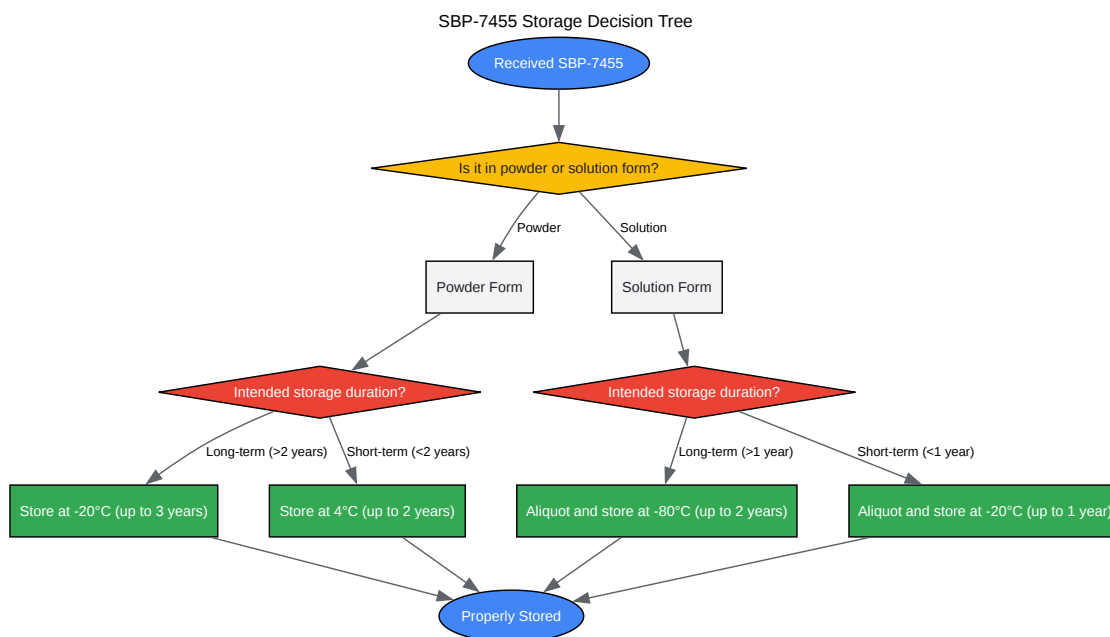 SBP-7455 Storage Decision Tree
Received SBP-7455
Is it in powder or solution form?
Powder
Solution
Powder Form
Solution Form
Intended storage duration?
Intended storage duration?
Long-term (>2 years)
Short-term (<2 years)
Long-term (>1 year)
Short-term (<1 year)
Store at -20°C (up to 3 years)
Store at 4°C (up to 2 years)
Aliquot and store at -80°C (up to 2 years)
Aliquot and store at -20°C (up to 1 year)
Properly Stored